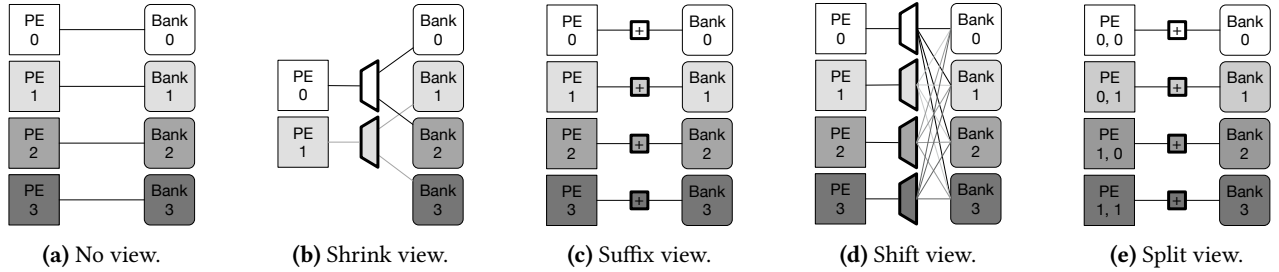 PE
0
Bank
0
PE
1
Bank
1
PE
2
Bank
2
PE
3
Bank
3
(a) No view.
PE
0
PE
1
Bank
0
Bank
1
Bank
2
Bank
3
(b) Shrink view.
PE
0
+
Bank
0
PE
1
+
Bank
1
PE
2
+
Bank
2
PE
3
+
Bank
3
(c) Suffix view.
PE
0
Bank
0
PE
1
Bank
1
PE
2
Bank
2
PE
3
Bank
3
(d) Shift view.
PE
0, 0
+
Bank
0
PE
0, 1
+
Bank
1
PE
1, 0
+
Bank
2
PE
1, 1
+
Bank
3
(e) Split view.